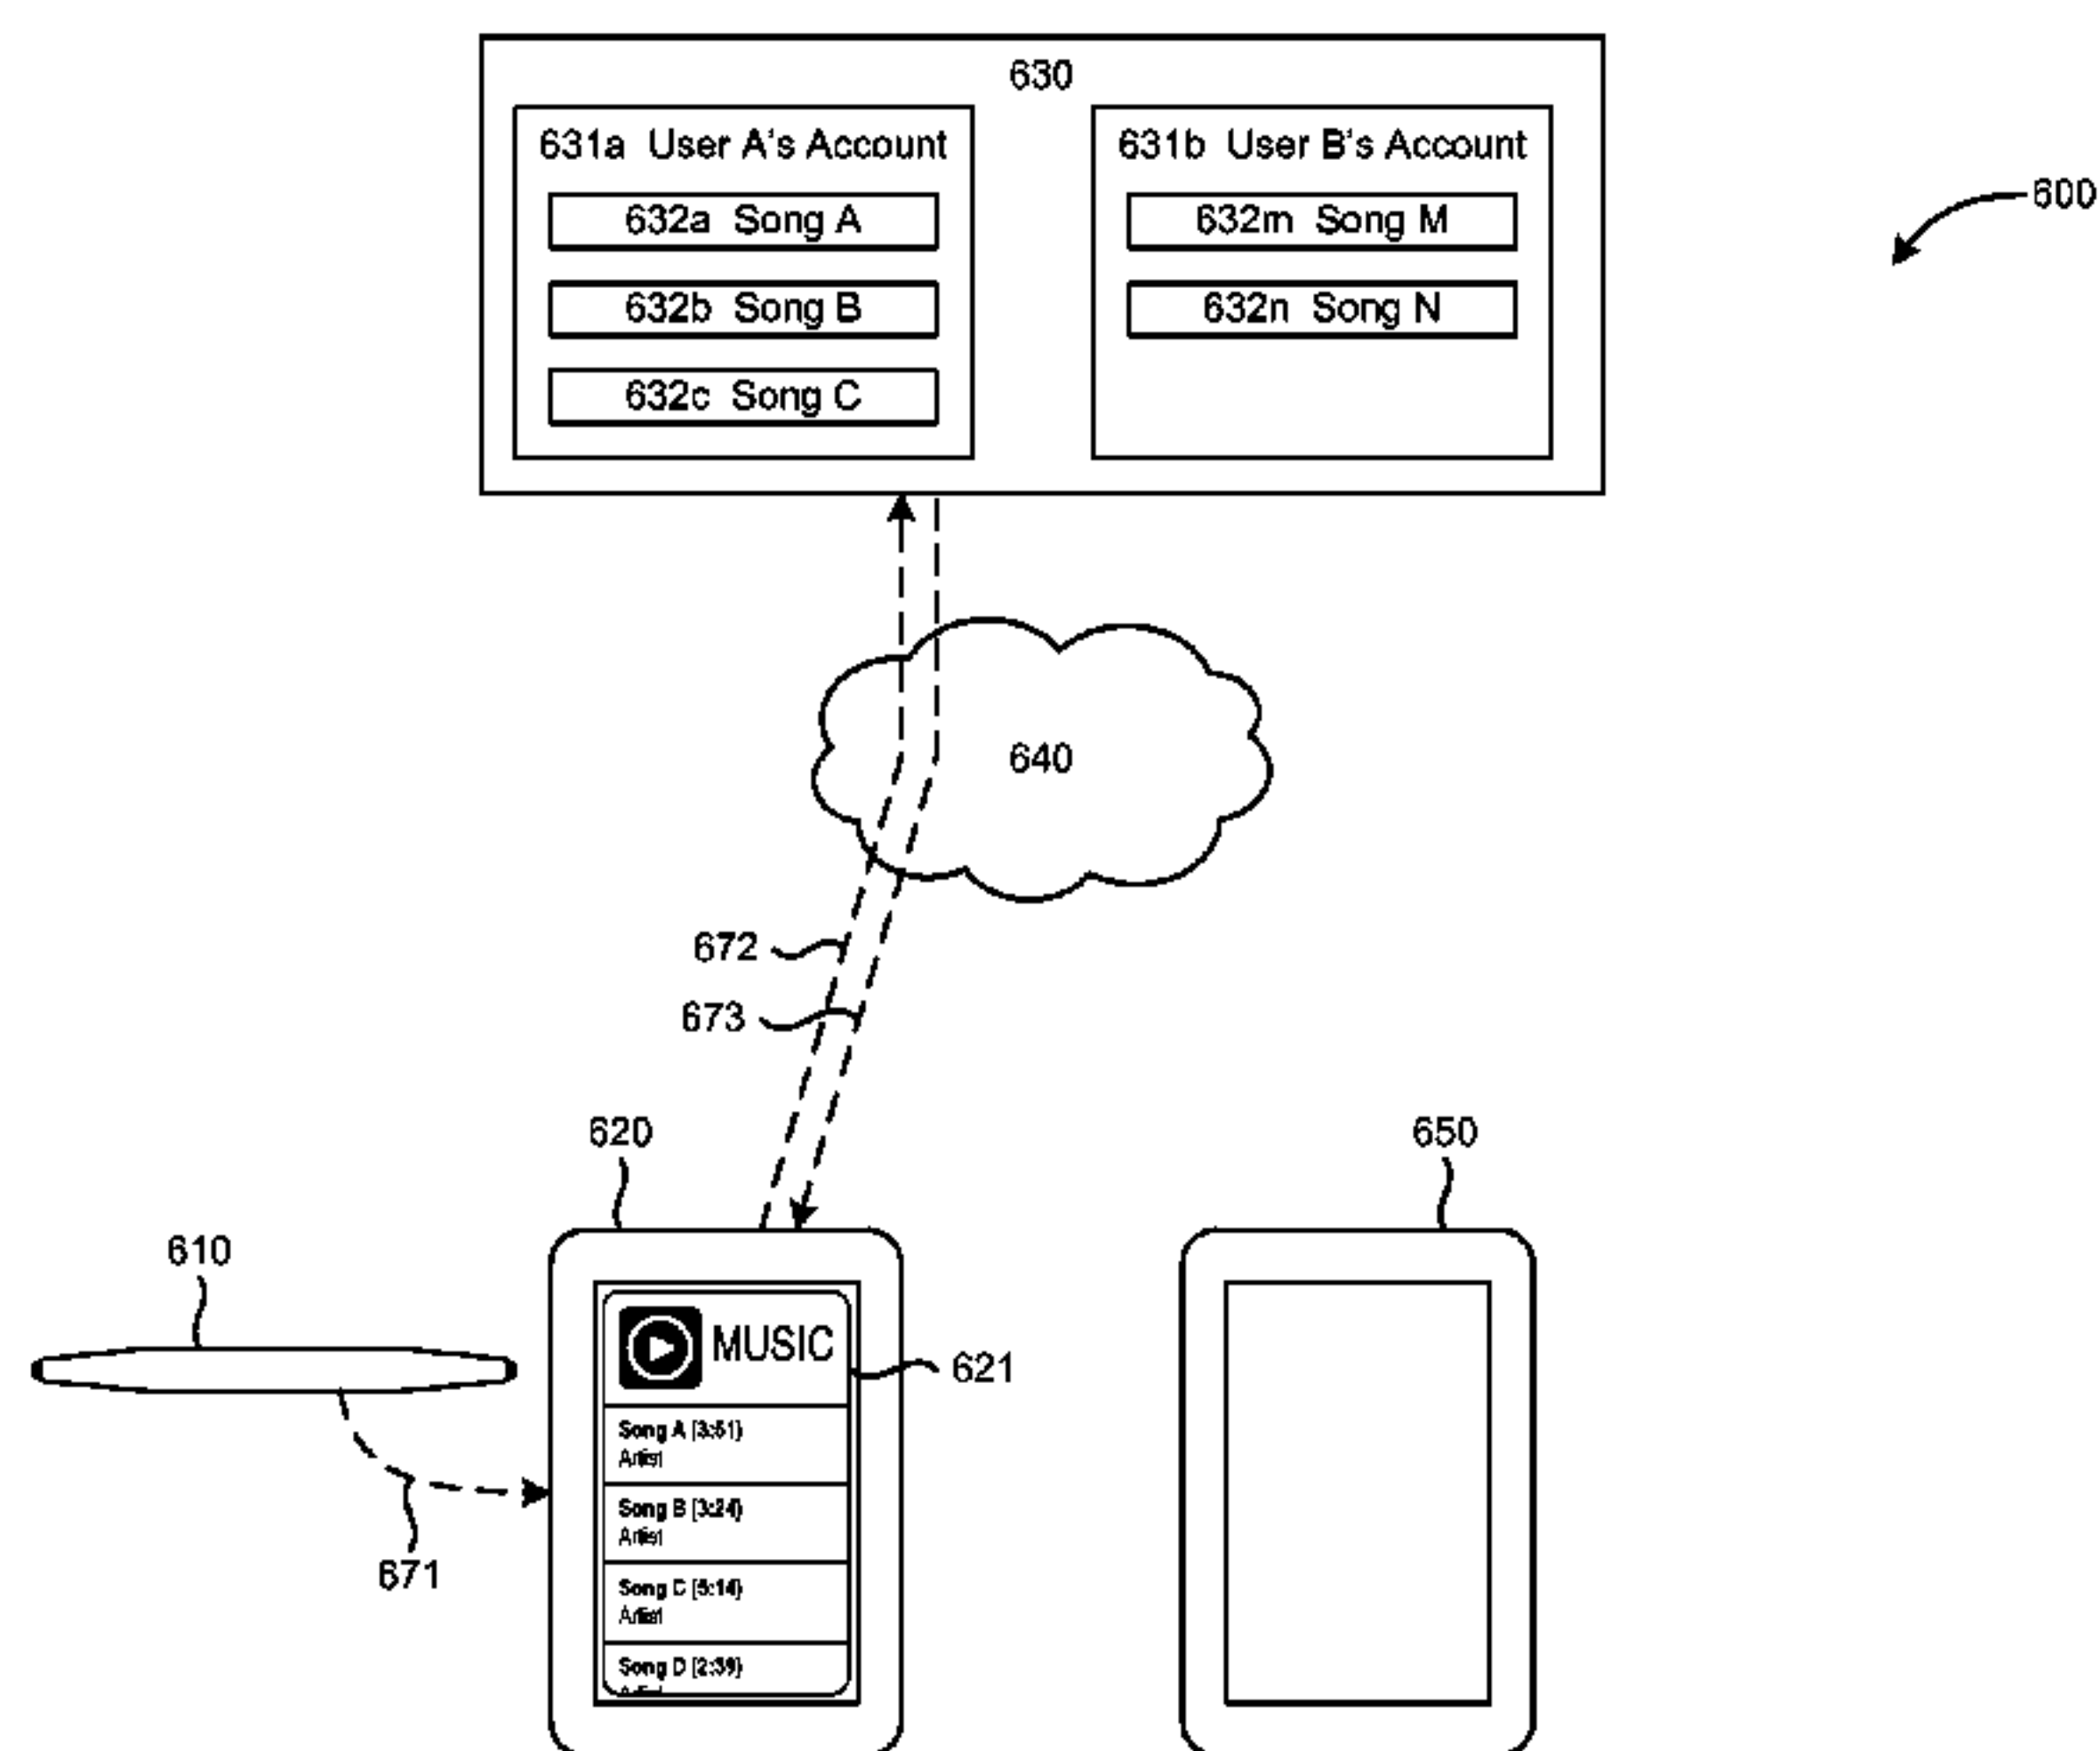 630
631a User A's Account
631b User B's Account
632a Song A
632m Song M
600
632b Song B
632n Song N
632c Song C
640
672
673
620
650
610
MUSIC
621
Song A (3:51)
Artist
Song B (3:24)
Artist
Song C (5:14)
Artist
671
Song D (2:39)